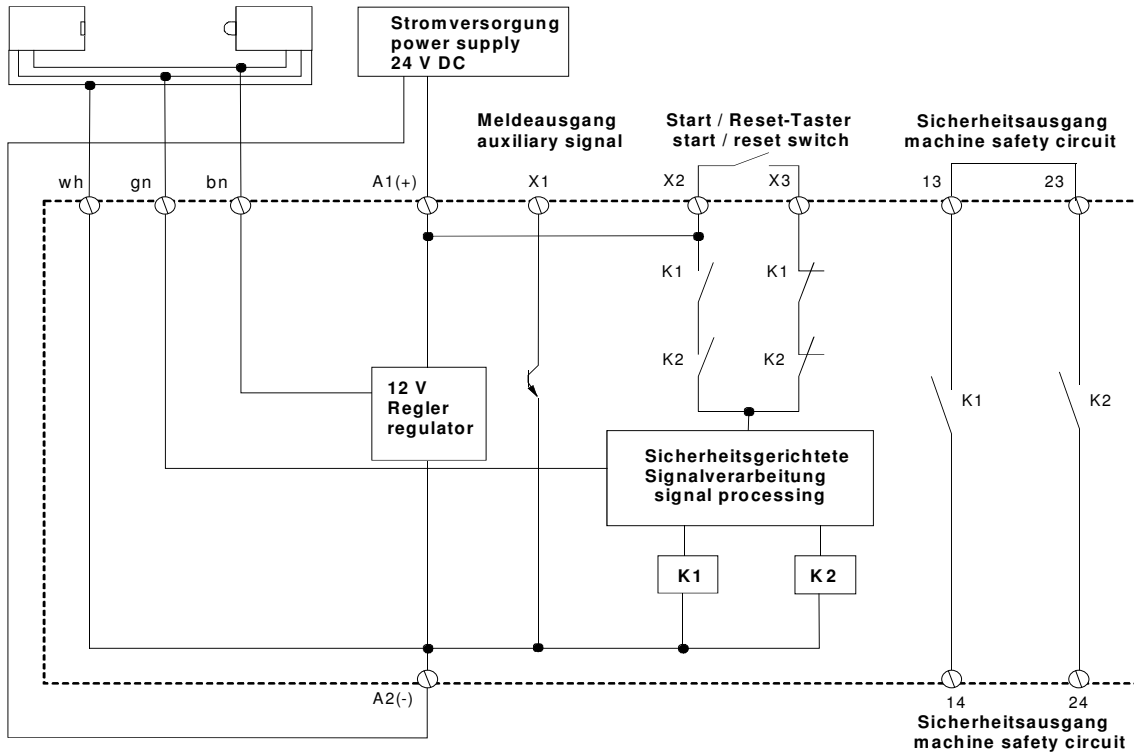 Stromversorgung
power supply
24 V DC
Meldeausgang
auxiliary signal
Start / Reset-Taster
start / reset switch
Sicherheitsausgang
machine safety circuit
wh
gn
bn
A1(+)
X1
X2
X3
13
23
K1
K1
K2
K2
12 V
Regler
regulator
K1
K2
Sicherheitsgerichtete
Signalverarbeitung
signal processing
K1
K2
A2(-)
14
24
Sicherheitsausgang
machine safety circuit